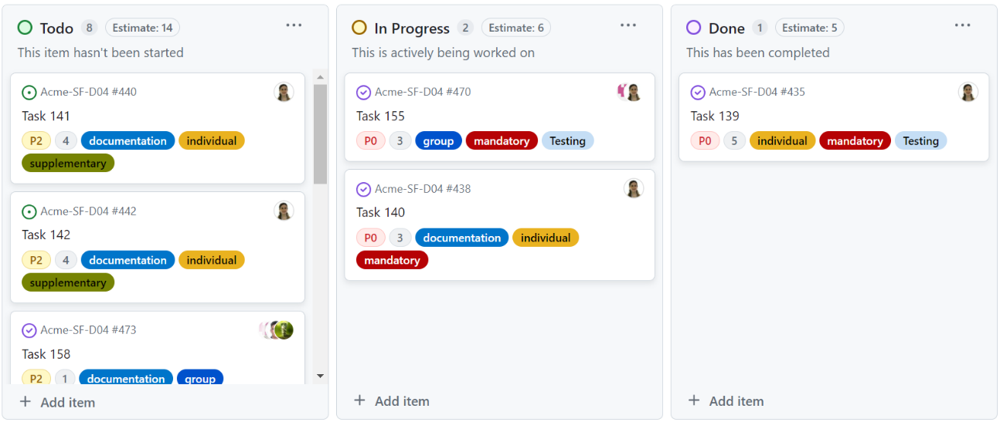 Todo 8 Estimate: 14
This item hasn't been started
Acme-SF-D04 #440
Task 141
P2 4 documentation individual
supplementary
Acme-SF-D04 #442
Task 142
P2 4 documentation individual
supplementary
Acme-SF-D04 #473
Task 158
P2 1 documentation group
+ Add item
In Progress 2 Estimate: 6
This is actively being worked on
Acme-SF-D04 #470
Task 155
P0 3 group mandatory Testing
Acme-SF-D04 #438
Task 140
P0 3 documentation individual
mandatory
+ Add item
Done 1 Estimate: 5
This has been completed
Acme-SF-D04 #435
Task 139
P0 5 individual mandatory Testing
+ Add item